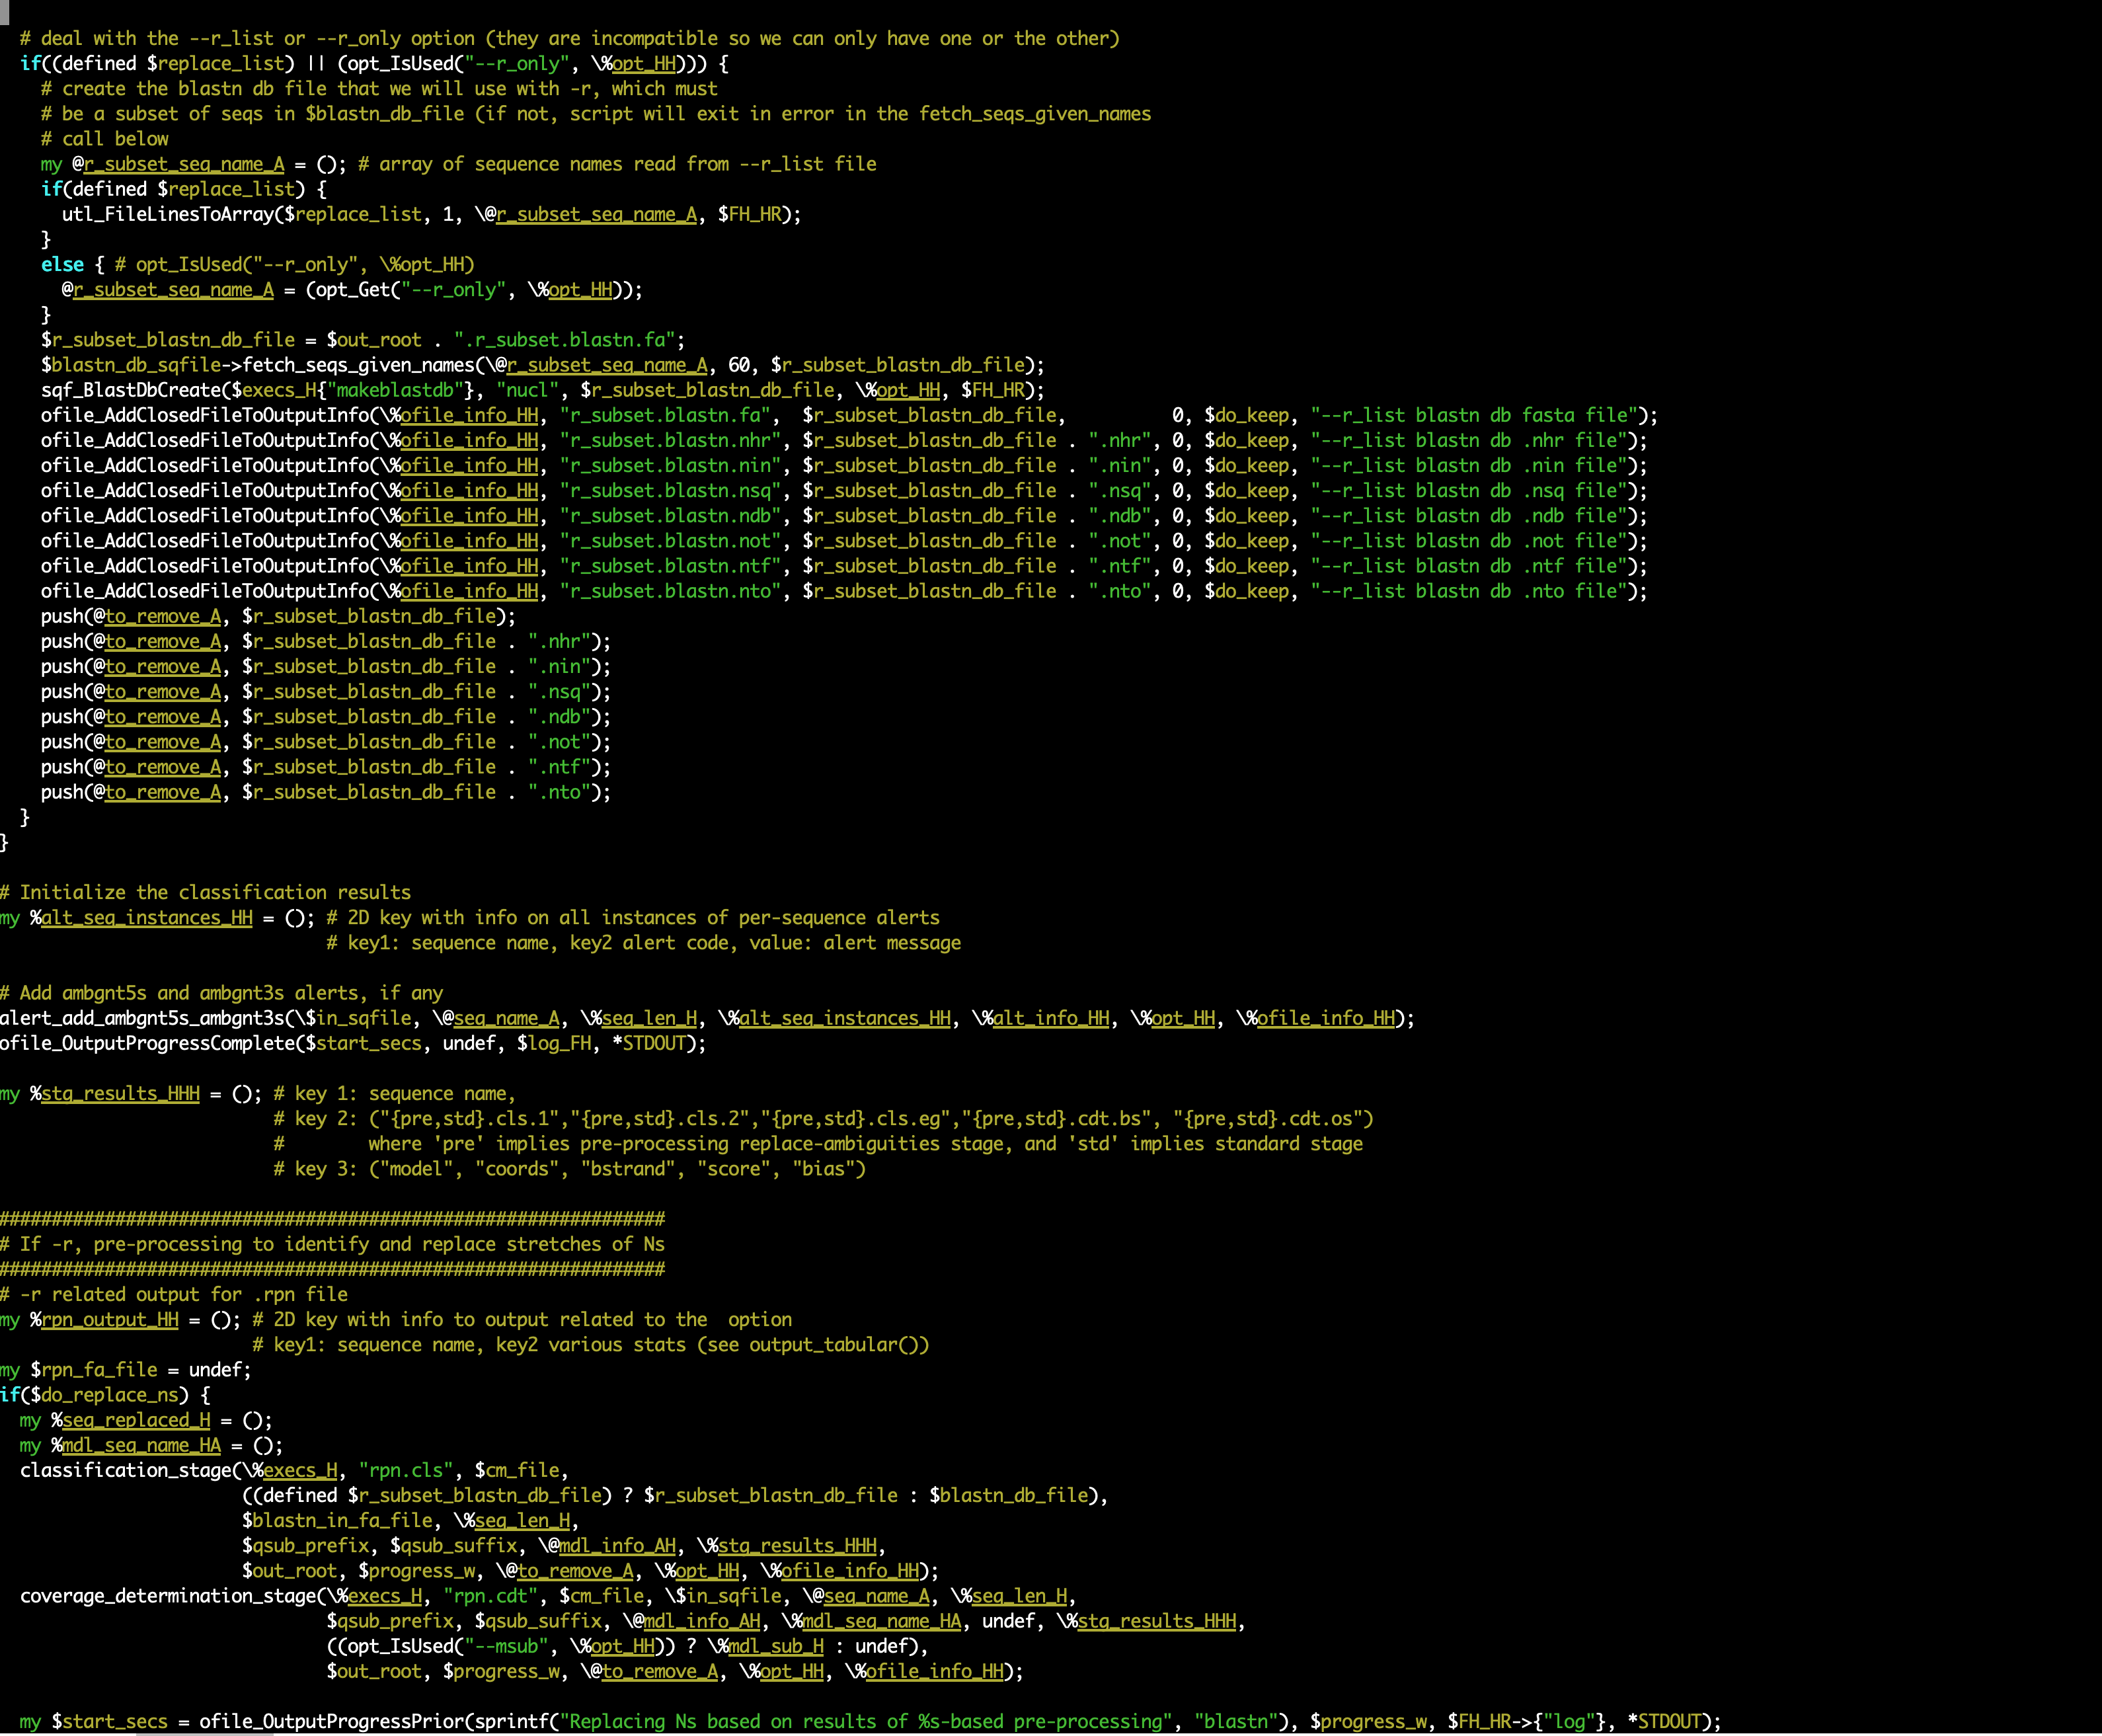 # deal with the --r_list or --r_only option (they are incompatible so we can only have one or the other)
  if((defined $replace_list) || (opt_IsUsed("--r_only", \%opt_HH))) {
    # create the blastn db file that we will use with -r, which must
    # be a subset of seqs in $blastn_db_file (if not, script will exit in error in the fetch_seqs_given_names
    # call below
    my @r_subset_seq_name_A = (); # array of sequence names read from --r_list file
    if(defined $replace_list) {
      utl_FileLinesToArray($replace_list, 1, \@r_subset_seq_name_A, $FH_HR);
    }
    else { # opt_IsUsed("--r_only", \%opt_HH)
      @r_subset_seq_name_A = (opt_Get("--r_only", \%opt_HH));
    }
    $r_subset_blastn_db_file = $out_root . ".r_subset.blastn.fa";
    $blastn_db_sqfile->fetch_seqs_given_names(\@r_subset_seq_name_A, 60, $r_subset_blastn_db_file);
    sqf_BlastDbCreate($execs_H{"makeblastdb"}, "nucl", $r_subset_blastn_db_file, \%opt_HH, $FH_HR);
    ofile_AddClosedFileToOutputInfo(\%ofile_info_HH, "r_subset.blastn.fa",  $r_subset_blastn_db_file,          0, $do_keep, "--r_list blastn db fasta file");
    ofile_AddClosedFileToOutputInfo(\%ofile_info_HH, "r_subset.blastn.nhr", $r_subset_blastn_db_file . ".nhr", 0, $do_keep, "--r_list blastn db .nhr file");
    ofile_AddClosedFileToOutputInfo(\%ofile_info_HH, "r_subset.blastn.nin", $r_subset_blastn_db_file . ".nin", 0, $do_keep, "--r_list blastn db .nin file");
    ofile_AddClosedFileToOutputInfo(\%ofile_info_HH, "r_subset.blastn.nsq", $r_subset_blastn_db_file . ".nsq", 0, $do_keep, "--r_list blastn db .nsq file");
    ofile_AddClosedFileToOutputInfo(\%ofile_info_HH, "r_subset.blastn.ndb", $r_subset_blastn_db_file . ".ndb", 0, $do_keep, "--r_list blastn db .ndb file");
    ofile_AddClosedFileToOutputInfo(\%ofile_info_HH, "r_subset.blastn.not", $r_subset_blastn_db_file . ".not", 0, $do_keep, "--r_list blastn db .not file");
    ofile_AddClosedFileToOutputInfo(\%ofile_info_HH, "r_subset.blastn.ntf", $r_subset_blastn_db_file . ".ntf", 0, $do_keep, "--r_list blastn db .ntf file");
    ofile_AddClosedFileToOutputInfo(\%ofile_info_HH, "r_subset.blastn.nto", $r_subset_blastn_db_file . ".nto", 0, $do_keep, "--r_list blastn db .nto file");
    push(@to_remove_A, $r_subset_blastn_db_file);
    push(@to_remove_A, $r_subset_blastn_db_file . ".nhr");
    push(@to_remove_A, $r_subset_blastn_db_file . ".nin");
    push(@to_remove_A, $r_subset_blastn_db_file . ".nsq");
    push(@to_remove_A, $r_subset_blastn_db_file . ".ndb");
    push(@to_remove_A, $r_subset_blastn_db_file . ".not");
    push(@to_remove_A, $r_subset_blastn_db_file . ".ntf");
    push(@to_remove_A, $r_subset_blastn_db_file . ".nto");
  }
}

# Initialize the classification results
my %alt_seq_instances_HH = (); # 2D key with info on all instances of per-sequence alerts
                               # key1: sequence name, key2 alert code, value: alert message

# Add ambgnt5s and ambgnt3s alerts, if any
alert_add_ambgnt5s_ambgnt3s(\$in_sqfile, \@seq_name_A, \%seq_len_H, \%alt_seq_instances_HH, \%alt_info_HH, \%opt_HH, \%ofile_info_HH);
ofile_OutputProgressComplete($start_secs, undef, $log_FH, *STDOUT);

my %stg_results_HHH = (); # key 1: sequence name,
                          # key 2: ("{pre,std}.cls.1","{pre,std}.cls.2","{pre,std}.cls.eg","{pre,std}.cdt.bs", "{pre,std}.cdt.os")
                          #        where 'pre' implies pre-processing replace-ambiguities stage, and 'std' implies standard stage
                          # key 3: ("model", "coords", "bstrand", "score", "bias")

###############################################################
# If -r, pre-processing to identify and replace stretches of Ns
###############################################################
# -r related output for .rpn file
my %rpn_output_HH = (); # 2D key with info to output related to the  option
                        # key1: sequence name, key2 various stats (see output_tabular())
my $rpn_fa_file = undef;
if($do_replace_ns) {
  my %seq_replaced_H = ();
  my %mdl_seq_name_HA = ();
  classification_stage(\%execs_H, "rpn.cls", $cm_file,
                       ((defined $r_subset_blastn_db_file) ? $r_subset_blastn_db_file : $blastn_db_file),
                       $blastn_in_fa_file, \%seq_len_H,
                       $qsub_prefix, $qsub_suffix, \@mdl_info_AH, \%stg_results_HHH,
                       $out_root, $progress_w, \@to_remove_A, \%opt_HH, \%ofile_info_HH);
  coverage_determination_stage(\%execs_H, "rpn.cdt", $cm_file, \$in_sqfile, \@seq_name_A, \%seq_len_H,
                               $qsub_prefix, $qsub_suffix, \@mdl_info_AH, \%mdl_seq_name_HA, undef, \%stg_results_HHH,
                               ((opt_IsUsed("--msub", \%opt_HH)) ? \%mdl_sub_H : undef),
                               $out_root, $progress_w, \@to_remove_A, \%opt_HH, \%ofile_info_HH);

  my $start_secs = ofile_OutputProgressPrior(sprintf("Replacing Ns based on results of %s-based pre-processing", "blastn"), $progress_w, $FH_HR->{"log"}, *STDOUT);